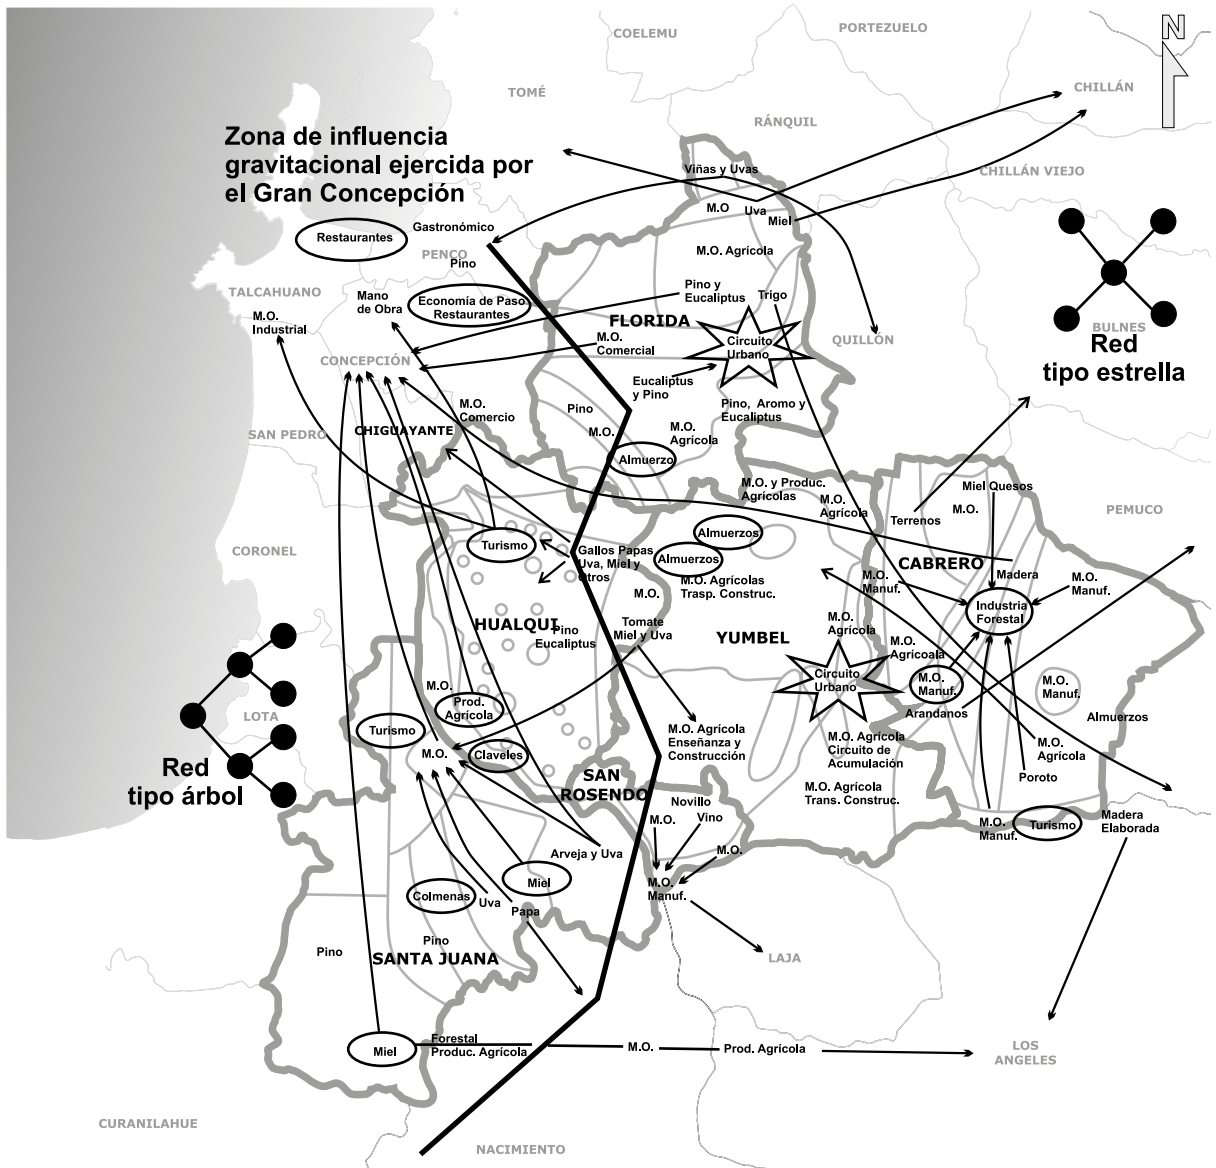 COELEMU
PORTEZUELO
N
TOMÉ
CHILLÁN
RÁNQUIL
Zona de influencia
gravitacional ejercida por
el Gran Concepción
Viñas y Uvas
CHILLÁN VIEJO
M.O
Uva
Miel
Restaurantes
Gastronómico
PENCO
Pino
M.O. Agrícola
TALCAHUANO
Mano
de Obra
Economía de Paso
Restaurantes
Pino y
Eucaliptus
Trigo
M.O.
Industrial
FLORIDA
M.O.
Comercial
Circuito
Urbano
QUILLÓN
BULNES
Red
tipo estrella
CONCEPCIÓN
Eucaliptus
y Pino
M.O.
Comercio
Pino
Pino, Aromo y
Eucaliptus
SAN PEDRO
CHIGUAYANTE
M.O.
M.O.
Agrícola
Almuerzo
M.O. y Produc.
Agrícolas
M.O.
Agrícola
Miel Quesos
M.O.
Terrenos
PEMUCO
CORONEL
Turismo
Gallos Papas
Uva, Miel y
Otros
Almuerzos
Almuerzos
M.O. Agrícolas
Trasp. Construc.
M.O.
CABRERO
M.O.
Manuf.
Madera
M.O.
Manuf.
Industria
Forestal
HUALQUI
Pino
Eucaliptus
Tomate
Miel y Uva
YUMBEL
M.O.
Agrícola
M.O.
Agrícoala
Circuito
Urbano
M.O.
Manuf.
M.O.
Manuf.
M.O.
Prod.
Agrícola
Arandanos
Almuerzos
LOTA
Turismo
M.O.
Claveles
M.O. Agrícola
Enseñanza y
Construcción
M.O. Agrícola
Circuito de
Acumulación
M.O.
Agrícola
Poroto
Red
tipo árbol
SAN
ROSENDO
M.O. Agrícola
Trans. Construc.
Novillo
Vino
M.O.
M.O.
Manuf.
Turismo
Madera
Elaborada
Arveja y Uva
M.O.
Miel
M.O.
Manuf.
Colmenas
Uva
Papa
Pino
Pino
SANTA JUANA
LAJA
Miel
Forestal
Produc. Agrícola
M.O.
Prod. Agrícola
LOS
ANGELES
CURANILAHUE
NACIMIENTO